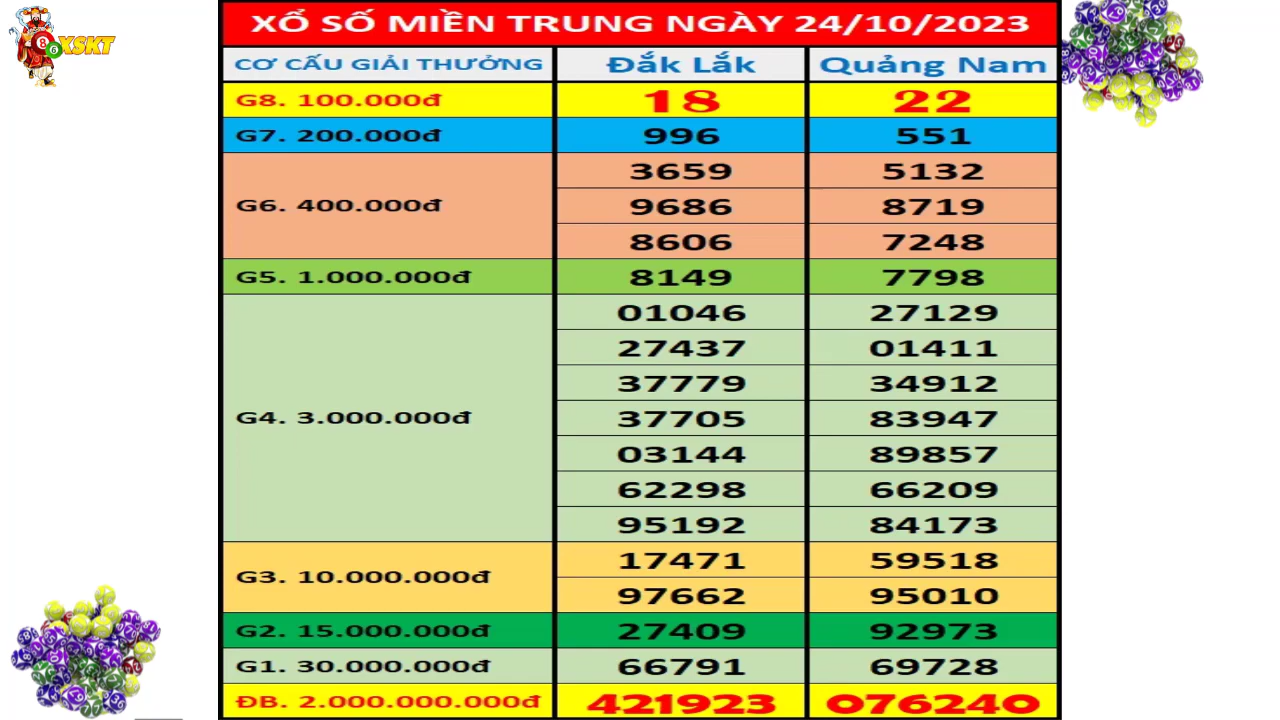 XSKT
86
XỔ SỐ MIỀN TRUNG NGÀY 24/10/2023
CƠ CẤU GIẢI THƯỞNG Đắk Lắk Quảng Nam
G8. 100.000đ 18 22
G7. 200.000đ 996 551
3659 5132
G6. 400.000đ 9686 8719
8606 7248
G5. 1.000.000đ 8149 7798
01046 27129
27437 01411
37779 34912
G4. 3.000.000đ 37705 83947
03144 89857
62298 66209
95192 84173
G3. 10.000.000đ 17471 59518
97662 95010
G2. 15.000.000đ 27409 92973
G1. 30.000.000đ 66791 69728
ĐB. 2.000.000.000đ 421923 076240